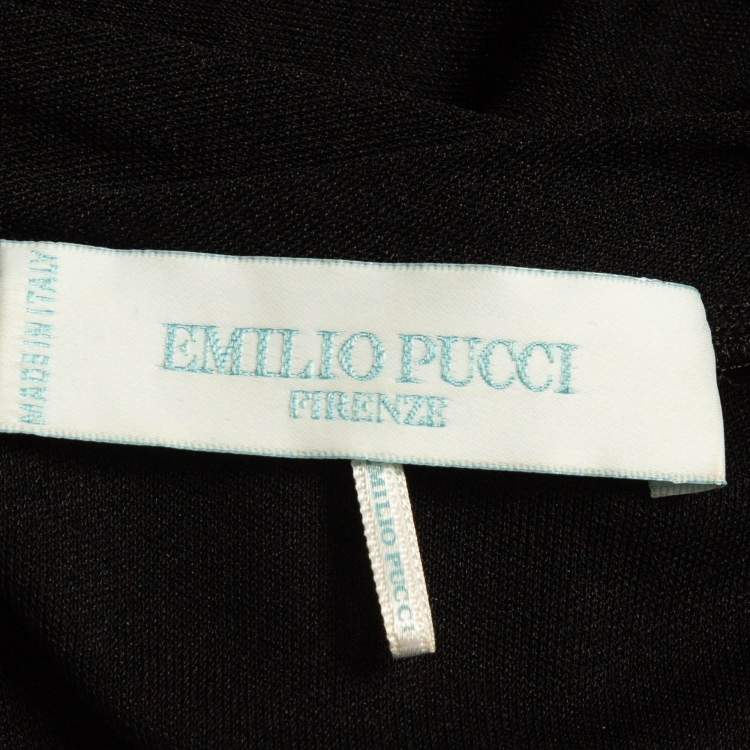 MADE IN ITALY
EMILIO PUCCI
FIRENZE
EMILIO PUCCI